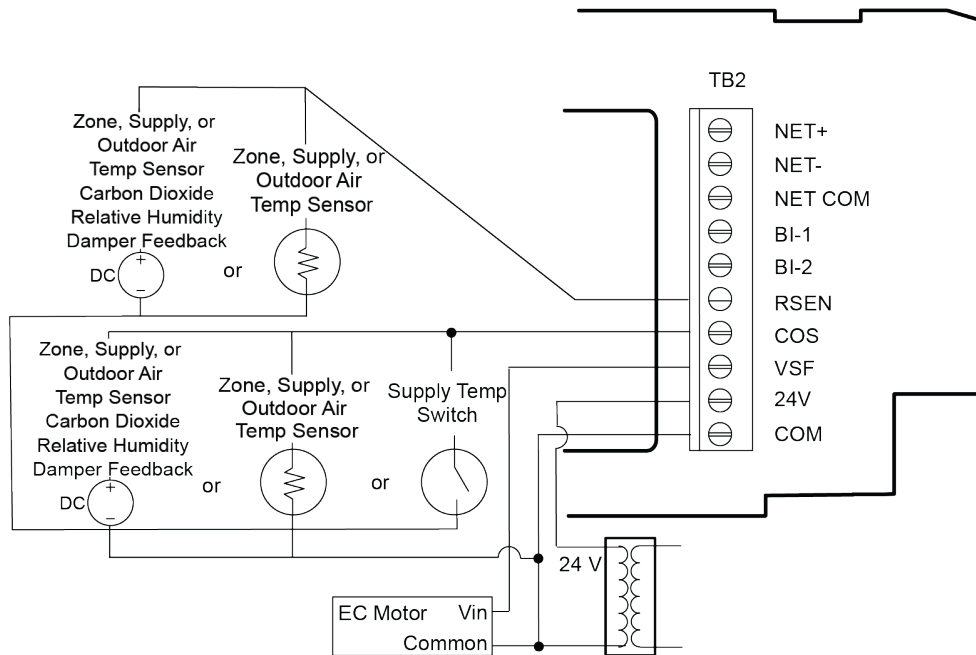 TB2
NET+
NET-
NET COM
BI-1
BI-2
RSEN
COS
VSF
24V
COM
Zone, Supply, or
Outdoor Air
Temp Sensor
Carbon Dioxide
Relative Humidity
Damper Feedback
DC
+
–
or
Zone, Supply, or
Outdoor Air
Temp Sensor
Zone, Supply, or
Outdoor Air
Temp Sensor
Carbon Dioxide
Relative Humidity
Damper Feedback
DC
+
–
or
Zone, Supply, or
Outdoor Air
Temp Sensor
or
Supply Temp
Switch
24 V
EC Motor Vin
Common